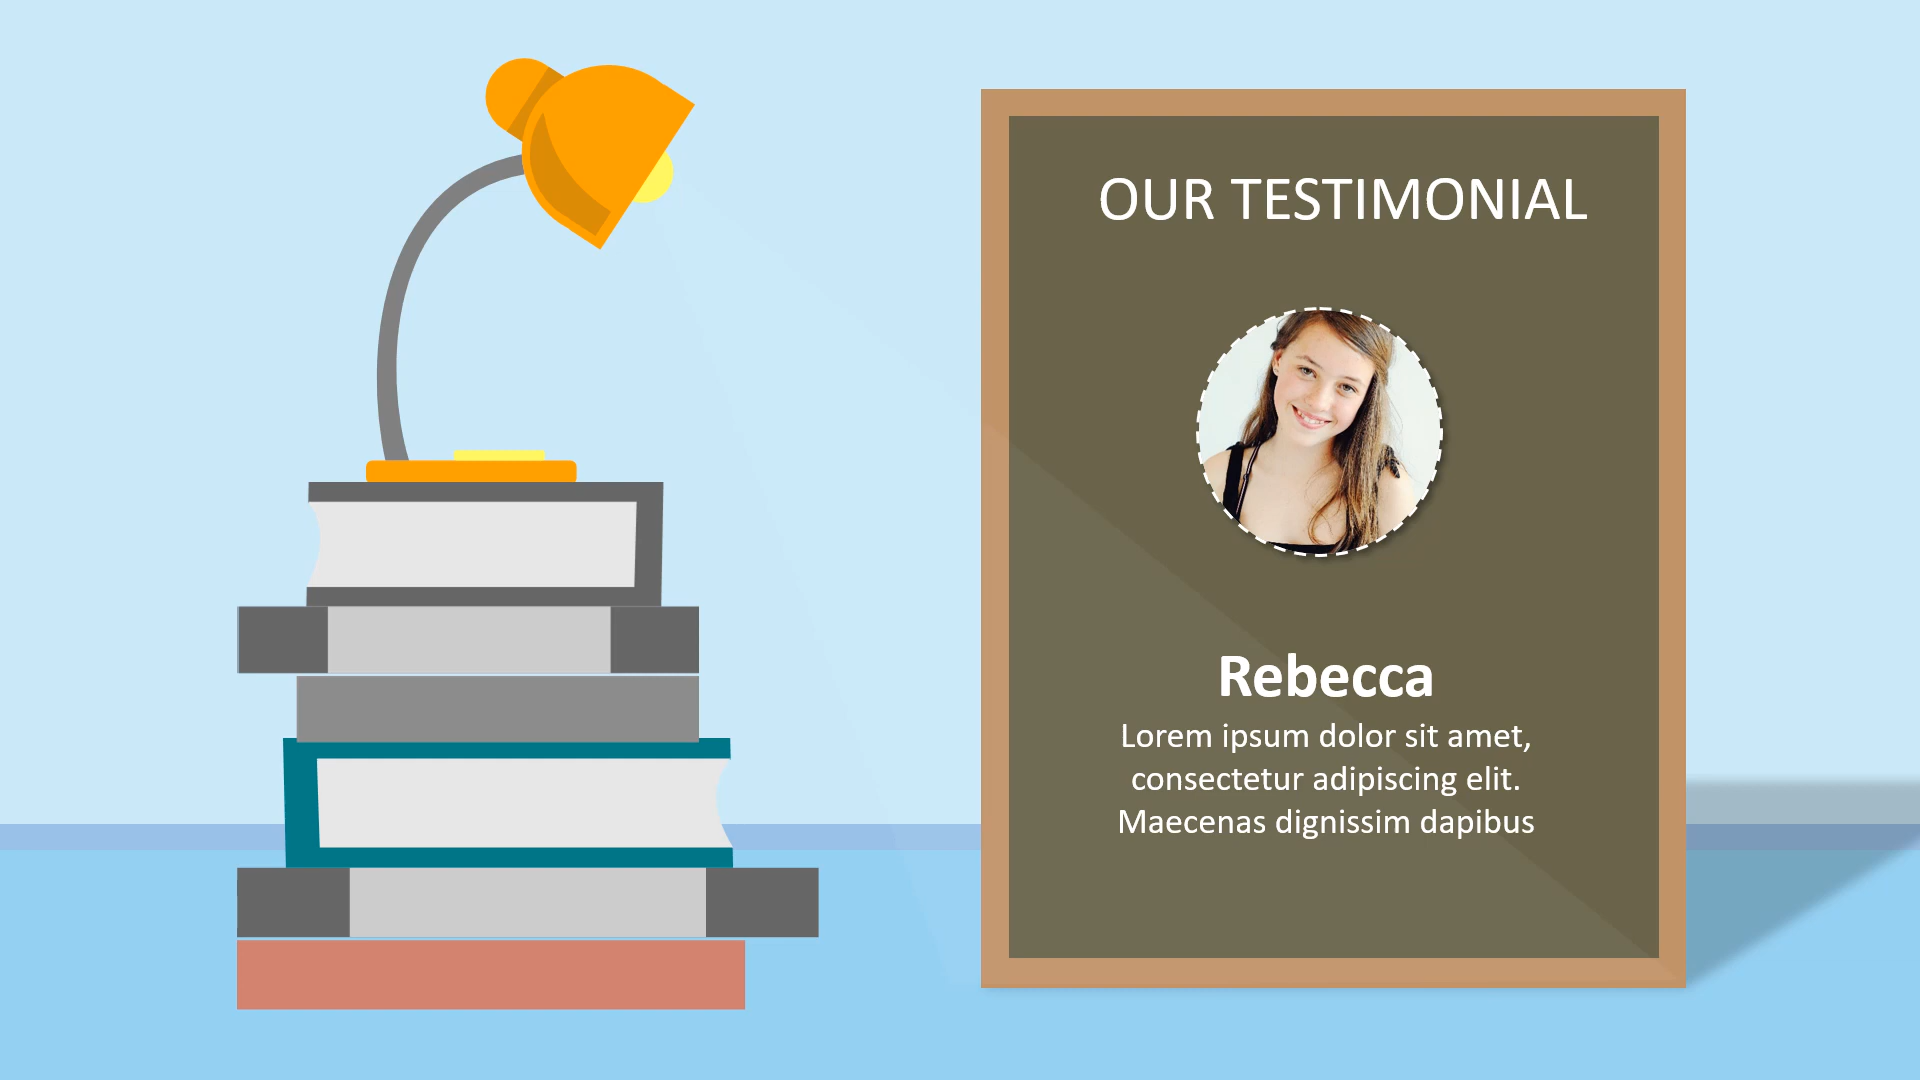 OUR TESTIMONIAL
Rebecca
Lorem ipsum dolor sit amet,
consectetur adipiscing elit.
Maecenas dignissim dapibus